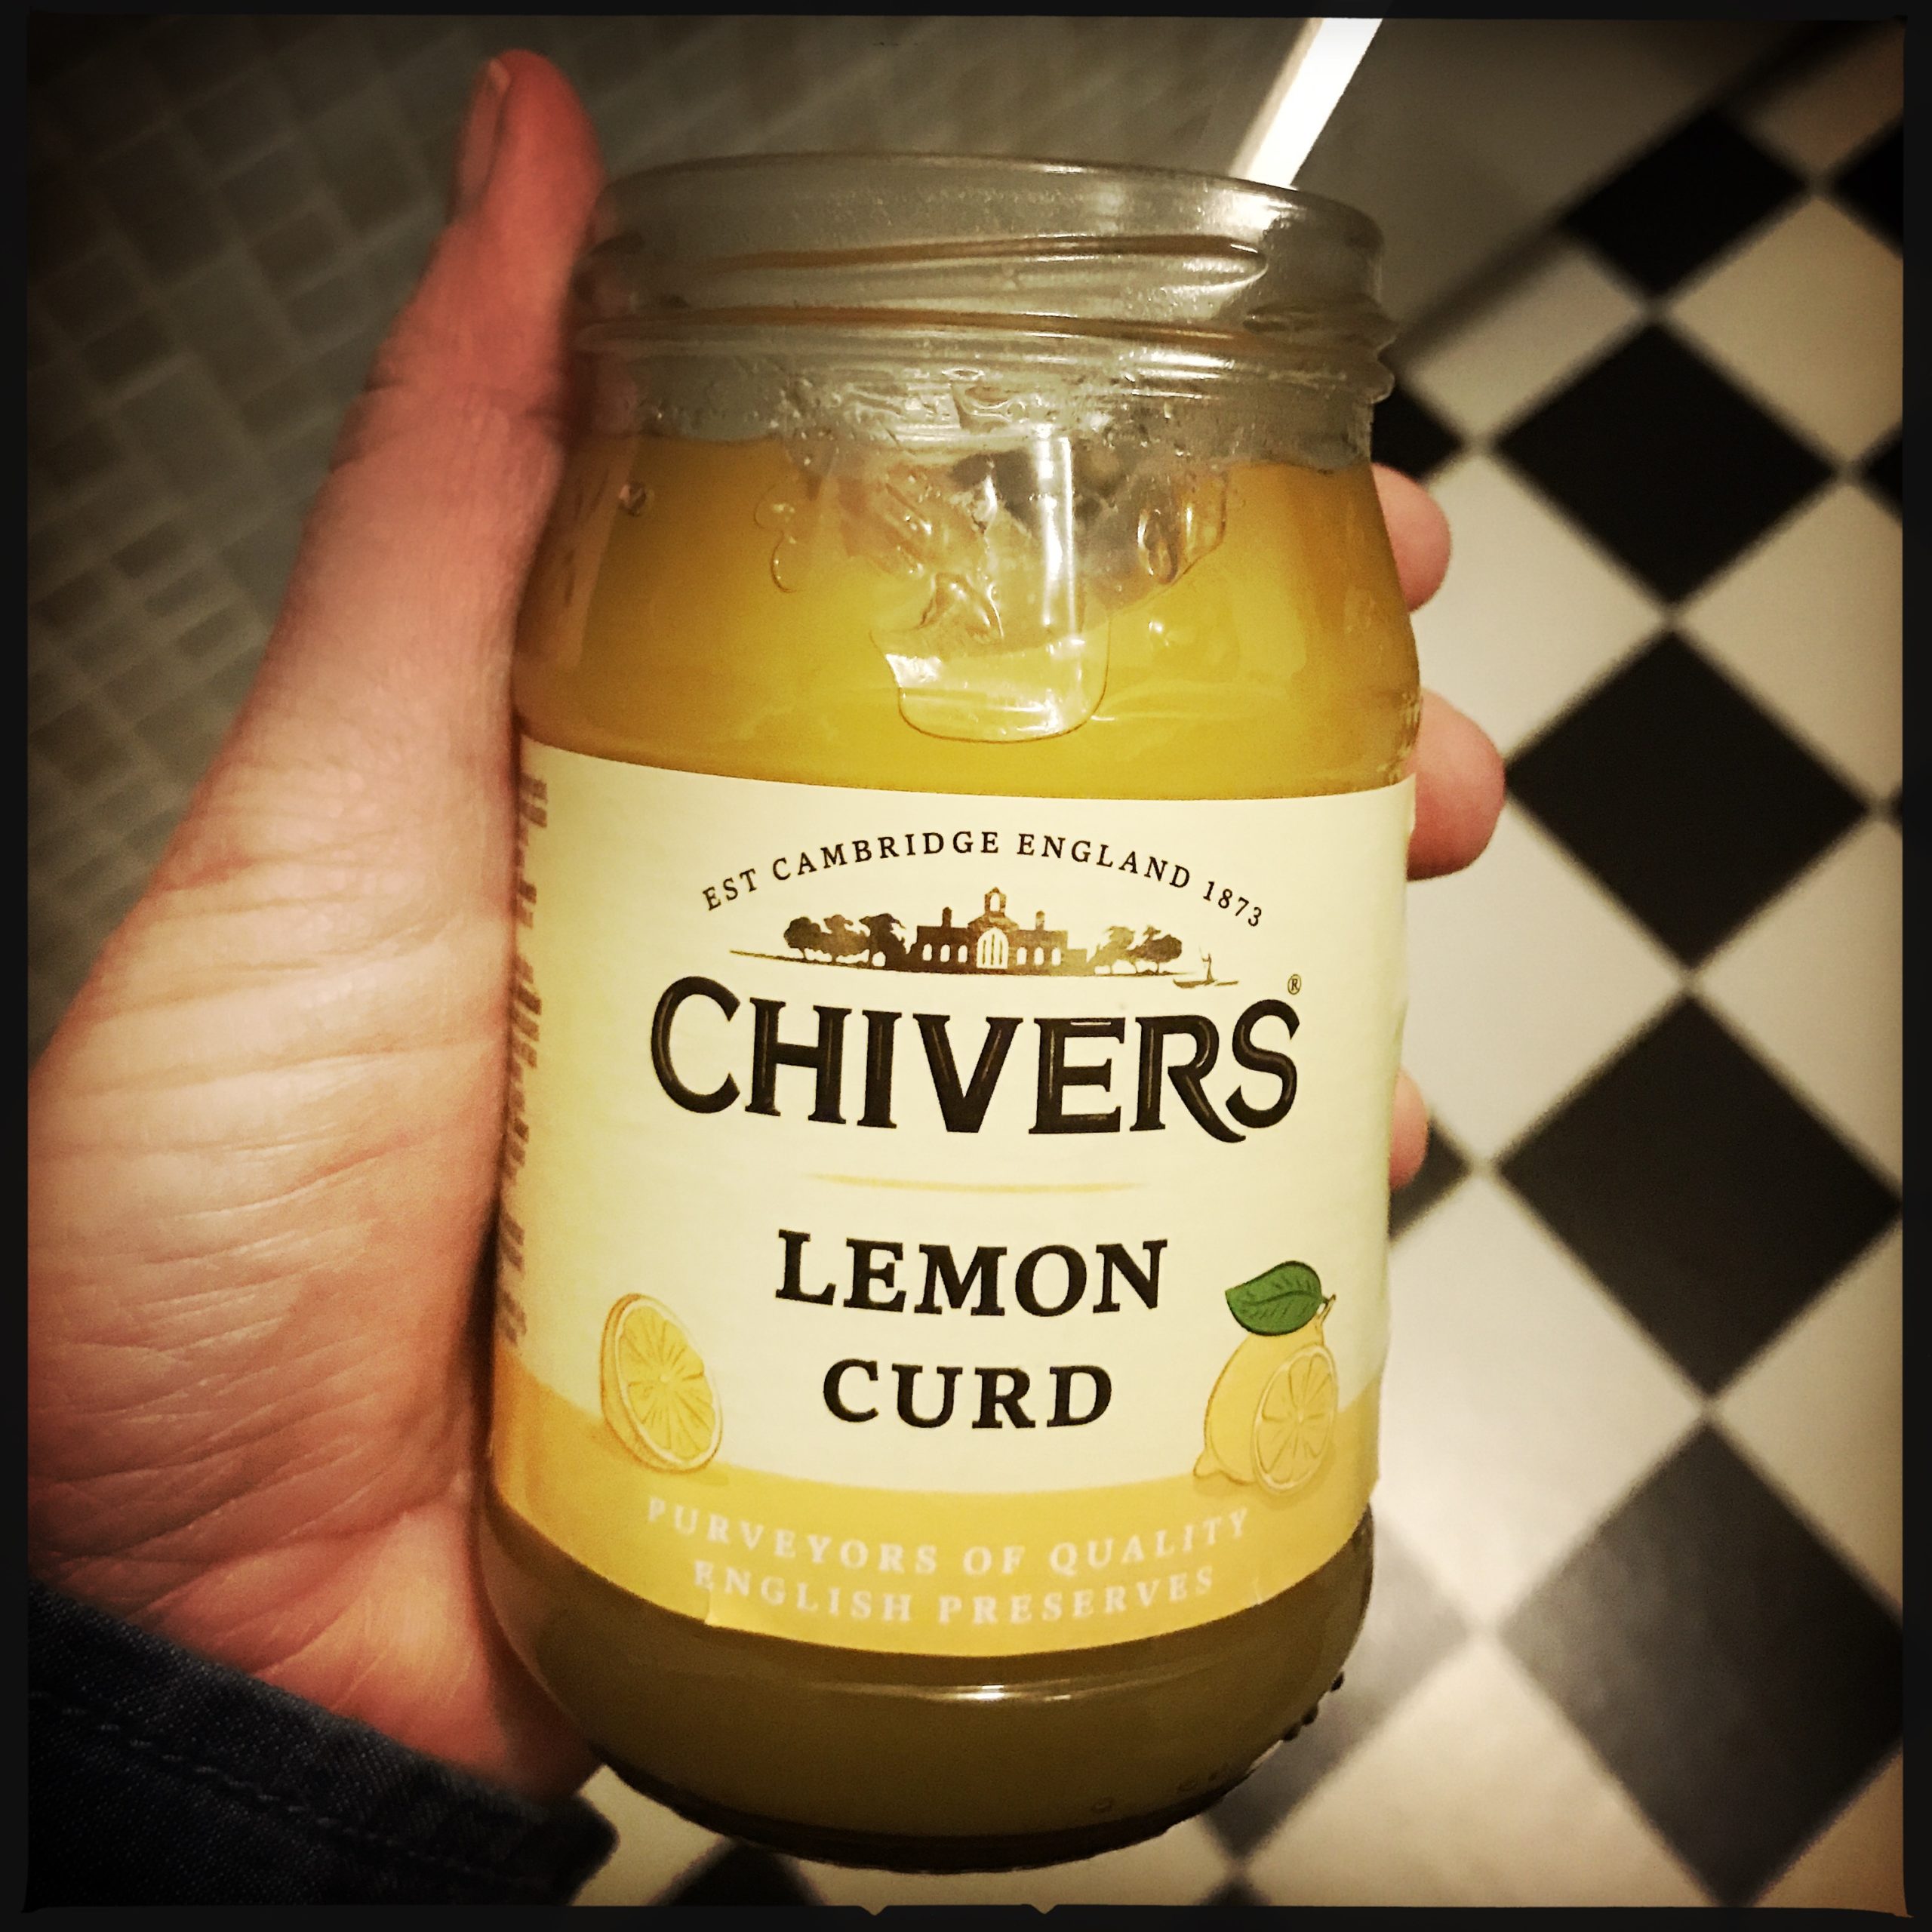 EST CAMBRIDGE ENGLAND 1873
CHIVERS®
LEMON
CURD
PURVEYORS OF QUALITY
ENGLISH PRESERVES